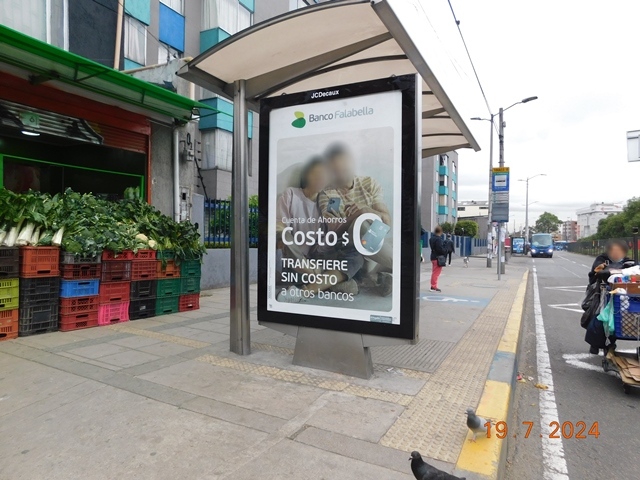 JCDecaux
Banco Falabella
Cuenta de Ahorros
Costo $0
TRANSFIERE
SIN COSTO
a otros bancos
19.7.2024